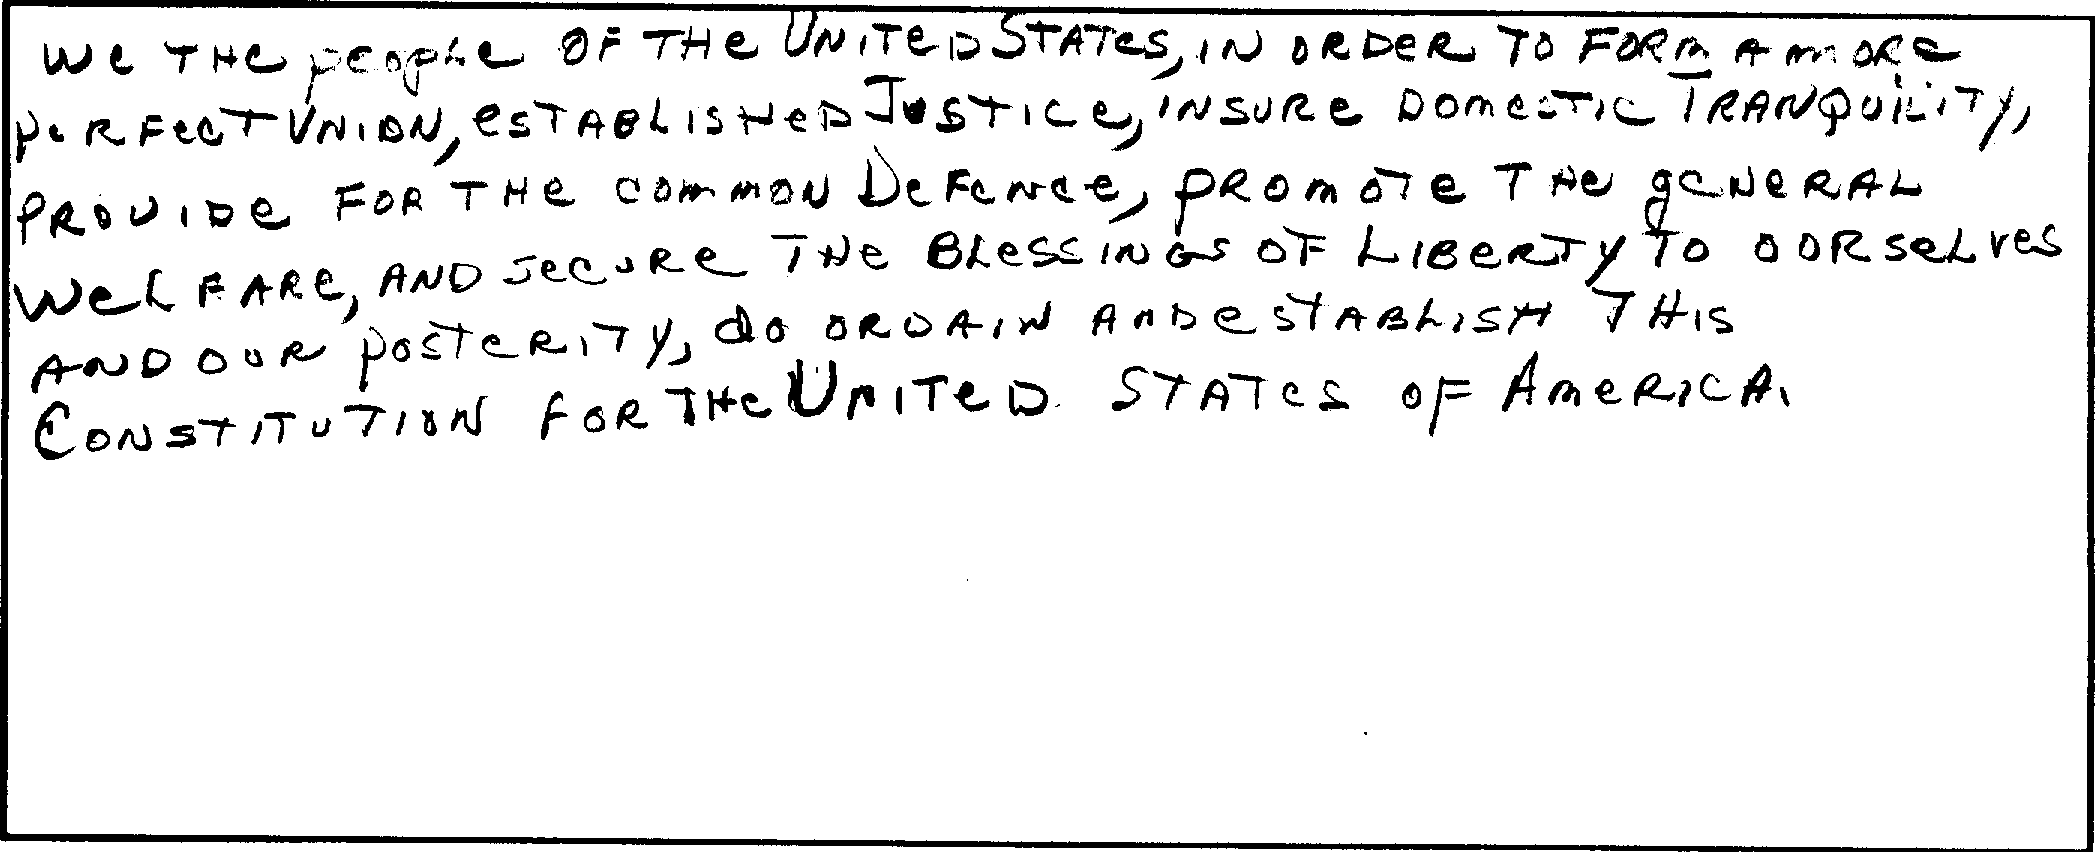 We the people of the United States, in order to form a more
perfect Union, established Justice, insure domestic Tranquility,
provide for the common Defence, promote the general
welfare, and secure the Blessings of Liberty to oorselves
and our posterity, do ordain and establish this
Constitution for the United States of America.